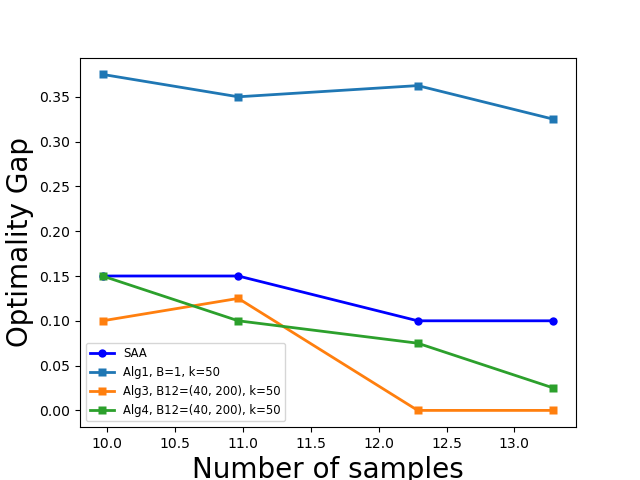 Optimality Gap
0.35
0.30
0.25
0.20
0.15
0.10
0.05
0.00
SAA
Alg1, B=1, k=50
Alg3, B12=(40, 200), k=50
Alg4, B12=(40, 200), k=50
10.0 10.5 11.0 11.5 12.0 12.5 13.0
Number of samples